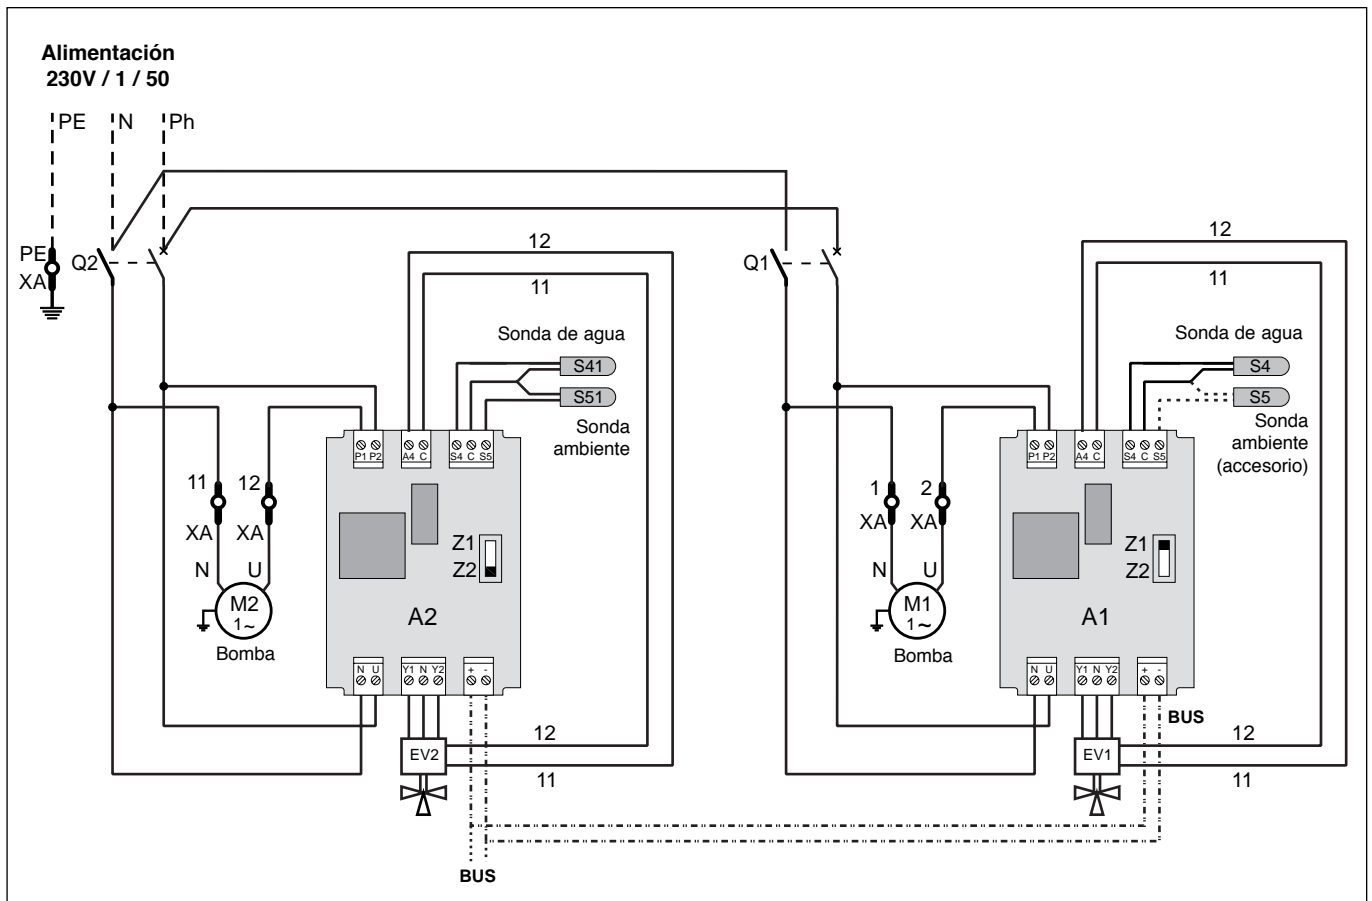 Alimentación
230V / 1 / 50
PE
N
Ph
PE
XA
Q2
Q1
12
11
12
11
Sonda de agua
S41
S51
Sonda
ambiente
Sonda de agua
S4
S5
Sonda
ambiente
(accesorio)
P1 P2
A4 C
S4 C S5
P1 P2
A4 C
S4 C S5
11
12
XA
XA
N
U
M2
1~
Bomba
Z1
Z2
A2
1
2
XA
XA
N
U
M1
1~
Bomba
Z1
Z2
A1
N U
Y1 N Y2
+ -
N U
Y1 N Y2
+ -
BUS
EV2
12
11
EV1
12
11
BUS